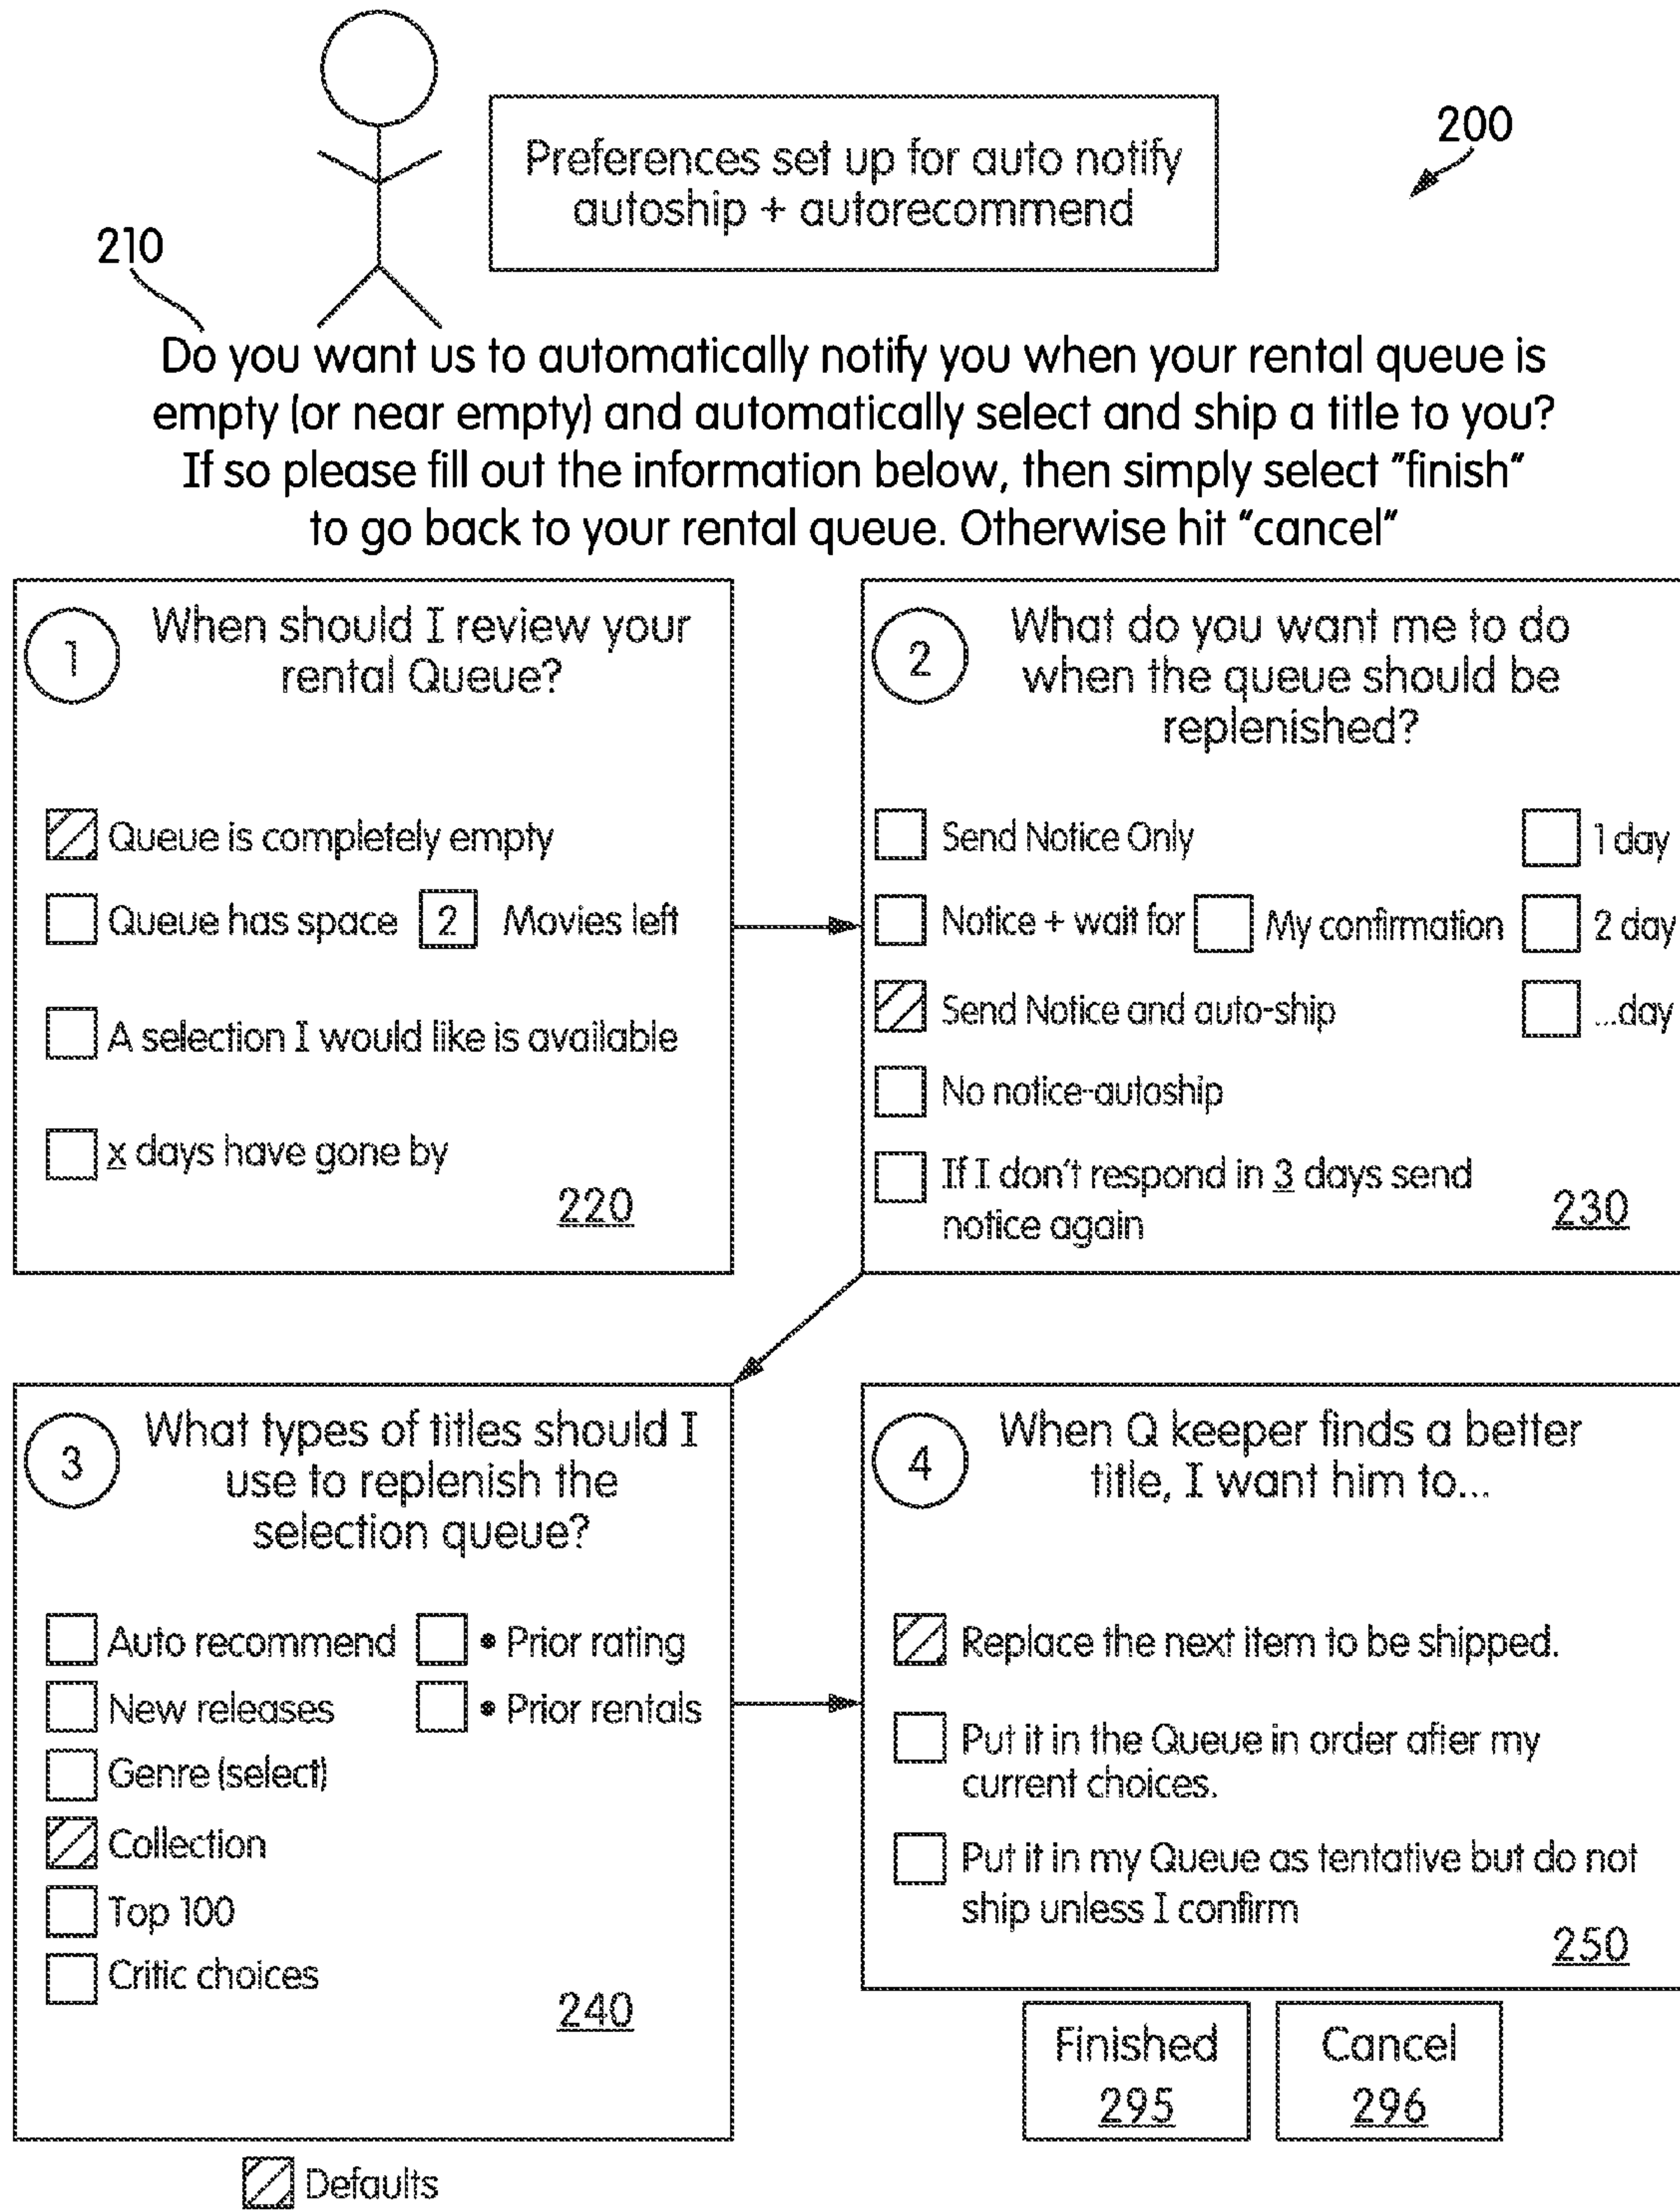 Preferences set up for auto notify
autoship + autorecommend
200
210
Do you want us to automatically notify you when your rental queue is
empty (or near empty) and automatically select and ship a title to you?
If so please fill out the information below, then simply select "finish"
to go back to your rental queue. Otherwise hit "cancel"
1
When should I review your
rental Queue?
Queue is completely empty
Queue has space 2 Movies left
A selection I would like is available
x days have gone by
220
2
What do you want me to do
when the queue should be
replenished?
Send Notice Only 1 day
Notice + wait for My confirmation 2 day
Send Notice and auto-ship ...day
No notice-autoship
If I don't respond in 3 days send
notice again
230
3
What types of titles should I
use to replenish the
selection queue?
Auto recommend • Prior rating
New releases • Prior rentals
Genre (select)
Collection
Top 100
Critic choices
240
4
When Q keeper finds a better
title, I want him to...
Replace the next item to be shipped.
Put it in the Queue in order after my
current choices.
Put it in my Queue as tentative but do not
ship unless I confirm
250
Finished
295
Cancel
296
Defaults